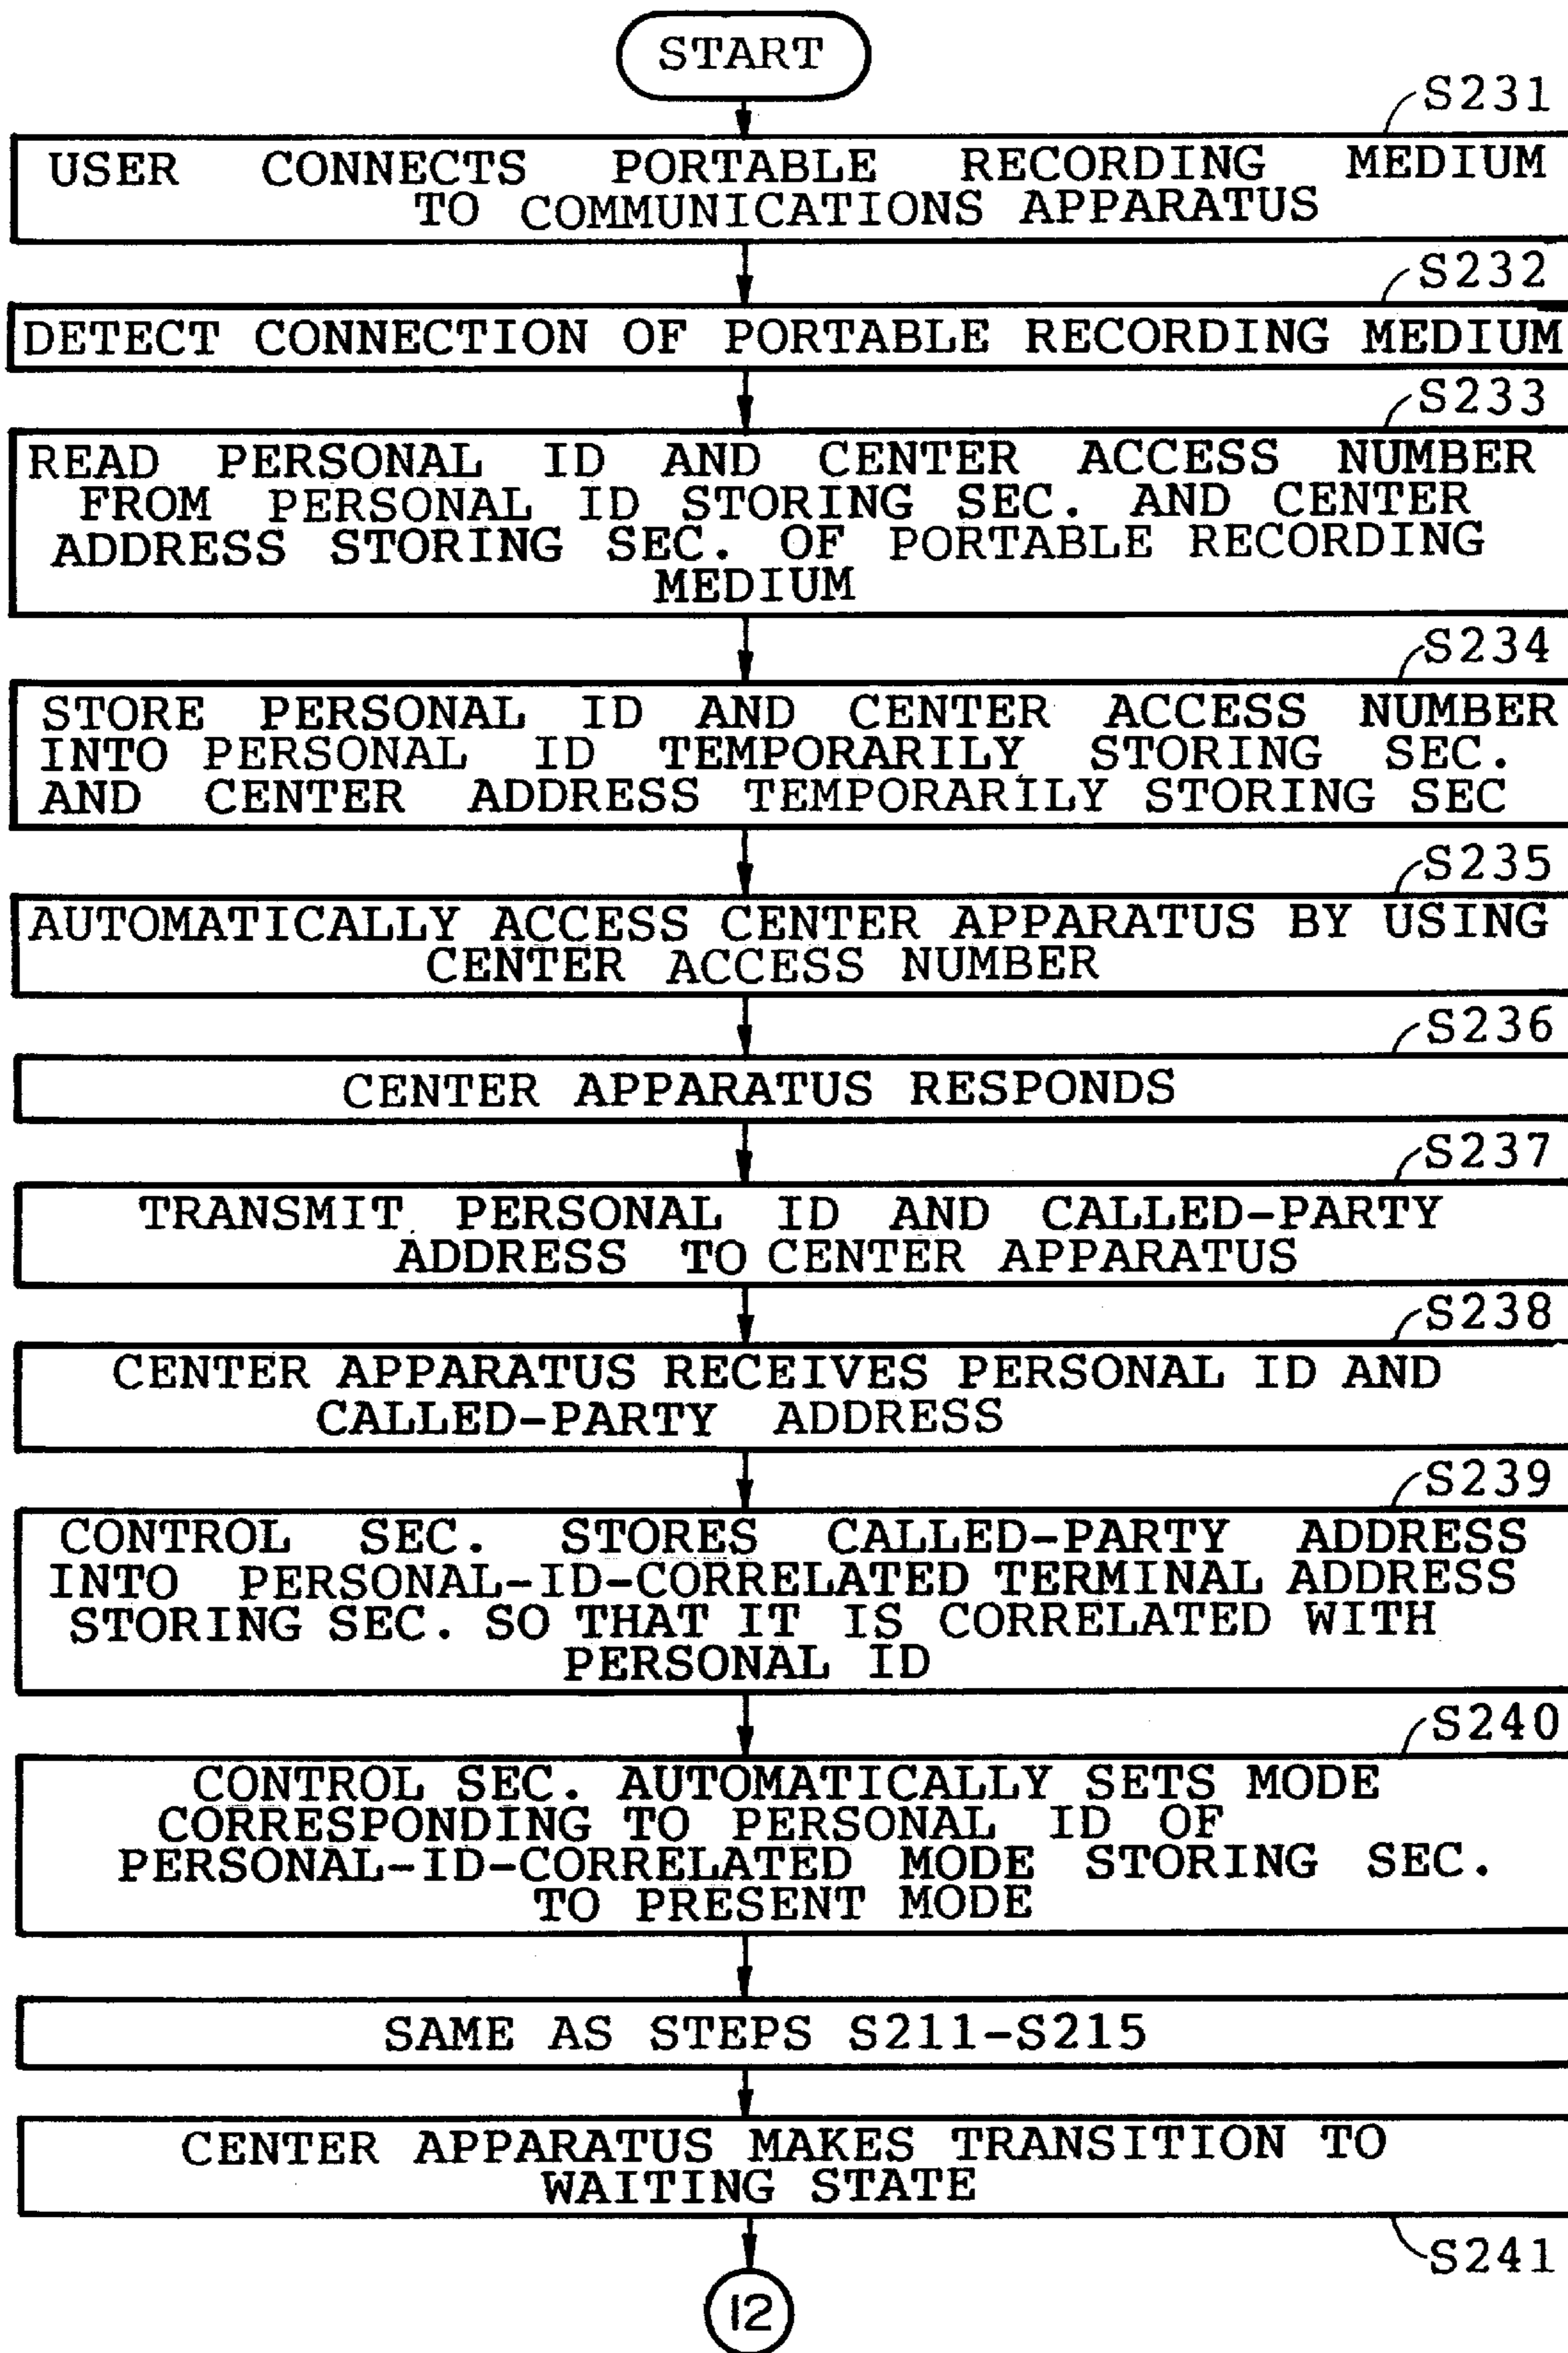 START
S231
USER CONNECTS PORTABLE RECORDING MEDIUM
TO COMMUNICATIONS APPARATUS
S232
DETECT CONNECTION OF PORTABLE RECORDING MEDIUM
S233
READ PERSONAL ID AND CENTER ACCESS NUMBER
FROM PERSONAL ID STORING SEC. AND CENTER
ADDRESS STORING SEC. OF PORTABLE RECORDING
MEDIUM
S234
STORE PERSONAL ID AND CENTER ACCESS NUMBER
INTO PERSONAL ID TEMPORARILY STORING SEC.
AND CENTER ADDRESS TEMPORARILY STORING SEC
S235
AUTOMATICALLY ACCESS CENTER APPARATUS BY USING
CENTER ACCESS NUMBER
S236
CENTER APPARATUS RESPONDS
S237
TRANSMIT PERSONAL ID AND CALLED-PARTY
ADDRESS TO CENTER APPARATUS
S238
CENTER APPARATUS RECEIVES PERSONAL ID AND
CALLED-PARTY ADDRESS
S239
CONTROL SEC. STORES CALLED-PARTY ADDRESS
INTO PERSONAL-ID-CORRELATED TERMINAL ADDRESS
STORING SEC. SO THAT IT IS CORRELATED WITH
PERSONAL ID
S240
CONTROL SEC. AUTOMATICALLY SETS MODE
CORRESPONDING TO PERSONAL ID OF
PERSONAL-ID-CORRELATED MODE STORING SEC.
TO PRESENT MODE
SAME AS STEPS S211-S215
CENTER APPARATUS MAKES TRANSITION TO
WAITING STATE
S241
12